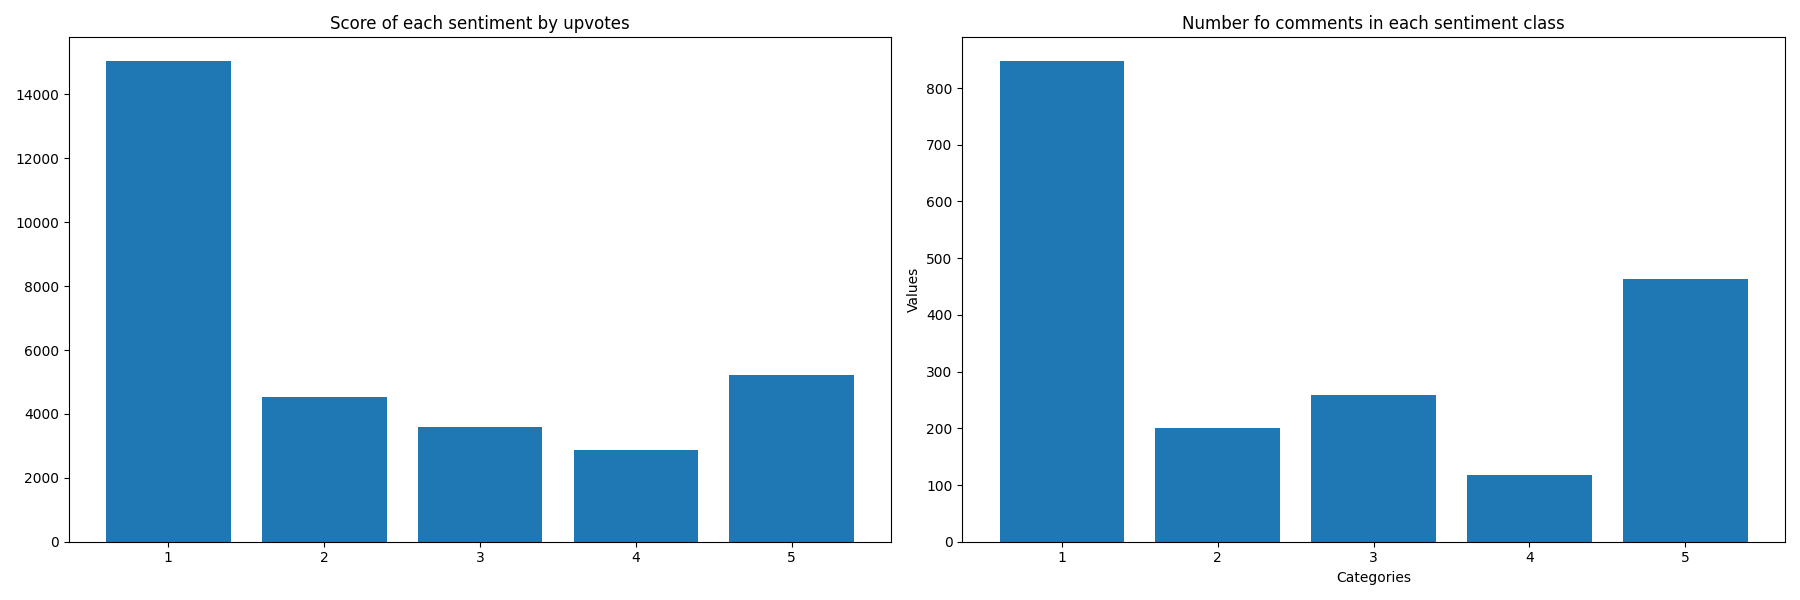 Score of each sentiment by upvotes
14000
12000
10000
8000
6000
4000
2000
0
1 2 3 4 5
Number fo comments in each sentiment class
Values
800
700
600
500
400
300
200
100
0
1 2 3 4 5
Categories